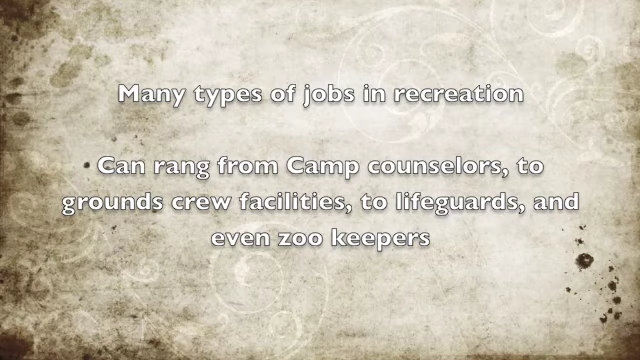 Many types of jobs in recreation
Can rang from Camp counselors, to
grounds crew facilities, to lifeguards, and
even zoo keepers